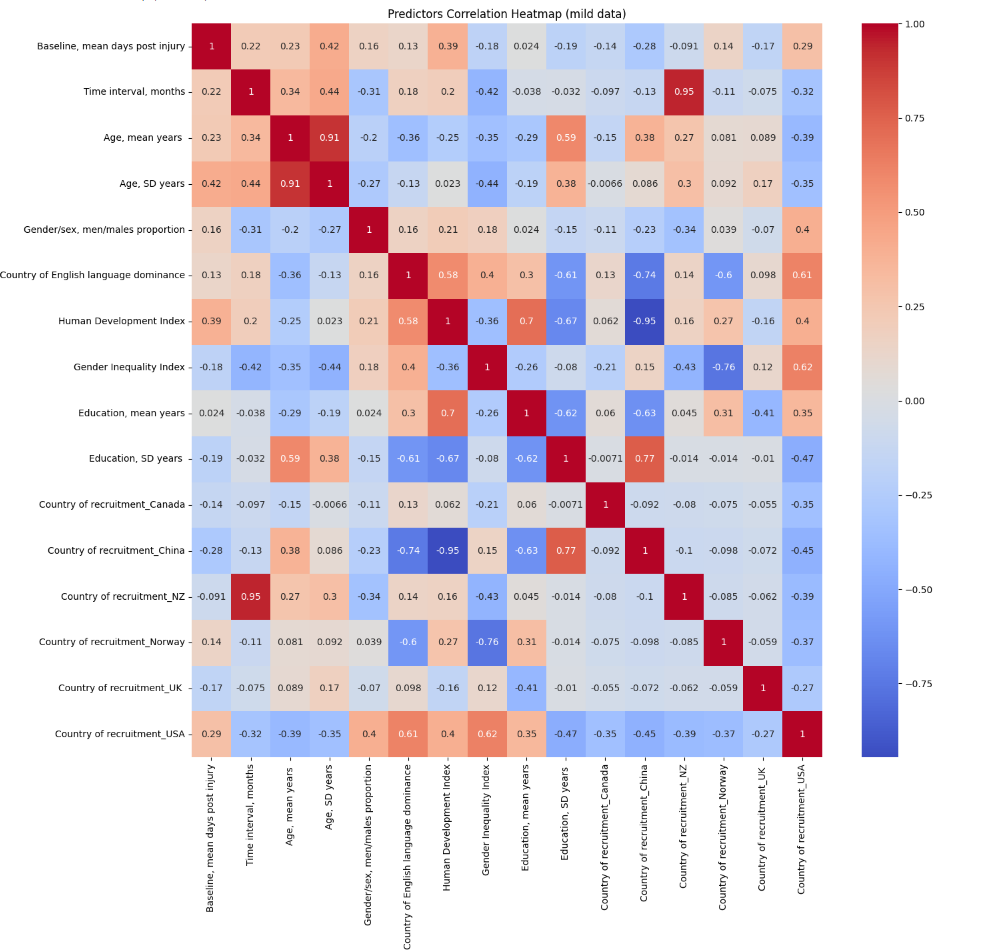 Predictors Correlation Heatmap (mild data)
Baseline, mean days post injury 1 0.22 0.23 0.42 0.16 0.13 0.39 -0.18 0.024 -0.19 -0.14 -0.28 -0.091 0.14 -0.17 0.29
Time interval, months 0.22 1 0.34 0.44 -0.31 0.18 0.2 -0.42 -0.038 -0.032 -0.097 -0.13 0.95 -0.11 -0.075 -0.32
Age, mean years 0.23 0.34 1 0.91 -0.2 -0.36 -0.25 -0.35 -0.29 0.59 -0.15 0.38 0.27 0.081 0.089 -0.39
Age, SD years 0.42 0.44 0.91 1 -0.27 -0.13 0.023 -0.44 -0.19 0.38 -0.0066 0.086 0.3 0.092 0.17 -0.35
Gender/sex, men/males proportion 0.16 -0.31 -0.2 -0.27 1 0.16 0.21 0.18 0.024 -0.15 -0.11 -0.23 -0.34 0.039 -0.07 0.4
Country of English language dominance 0.13 0.18 -0.36 -0.13 0.16 1 0.58 0.4 0.3 -0.61 0.13 -0.74 0.14 -0.6 0.098 0.61
Human Development Index 0.39 0.2 -0.25 0.023 0.21 0.58 1 -0.36 0.7 -0.67 0.062 -0.95 0.16 0.27 -0.16 0.4
Gender Inequality Index -0.18 -0.42 -0.35 -0.44 0.18 0.4 -0.36 1 -0.26 -0.08 -0.21 0.15 -0.43 -0.76 0.12 0.62
Education, mean years 0.024 -0.038 -0.29 -0.19 0.024 0.3 0.7 -0.26 1 -0.62 0.06 -0.63 0.045 0.31 -0.41 0.35
Education, SD years -0.19 -0.032 0.59 0.38 -0.15 -0.61 -0.67 -0.08 -0.62 1 -0.0071 0.77 -0.014 -0.014 -0.01 -0.47
Country of recruitment_Canada -0.14 -0.097 -0.15 -0.0066 -0.11 0.13 0.062 -0.21 0.06 -0.0071 1 -0.092 -0.08 -0.075 -0.055 -0.35
Country of recruitment_China -0.28 -0.13 0.38 0.086 -0.23 -0.74 -0.95 0.15 -0.63 0.77 -0.092 1 -0.1 -0.098 -0.072 -0.45
Country of recruitment_NZ -0.091 0.95 0.27 0.3 -0.34 0.14 0.16 -0.43 0.045 -0.014 -0.08 -0.1 1 -0.085 -0.062 -0.39
Country of recruitment_Norway 0.14 -0.11 0.081 0.092 0.039 -0.6 0.27 -0.76 0.31 -0.014 -0.075 -0.098 -0.085 1 -0.059 -0.37
Country of recruitment_UK -0.17 -0.075 0.089 0.17 -0.07 0.098 -0.16 0.12 -0.41 -0.01 -0.055 -0.072 -0.062 -0.059 1 -0.27
Country of recruitment_USA 0.29 -0.32 -0.39 -0.35 0.4 0.61 0.4 0.62 0.35 -0.47 -0.35 -0.45 -0.39 -0.37 -0.27 1
Baseline, mean days post injury
Time interval, months
Age, mean years
Age, SD years
Gender/sex, men/males proportion
Country of English language dominance
Human Development Index
Gender Inequality Index
Education, mean years
Education, SD years
Country of recruitment_Canada
Country of recruitment_China
Country of recruitment_NZ
Country of recruitment_Norway
Country of recruitment_UK
Country of recruitment_USA
1.00
0.75
0.50
0.25
0.00
−0.25
−0.50
−0.75